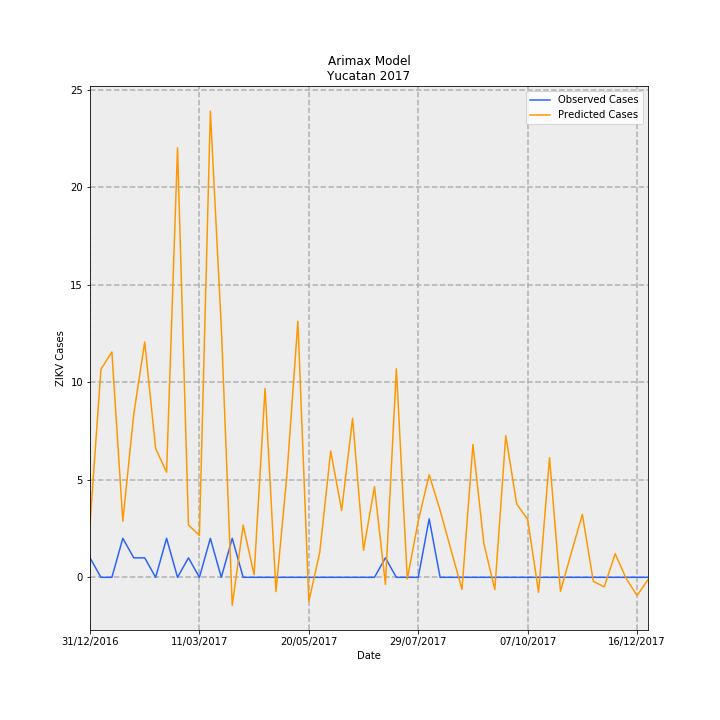 Arimax Model
Yucatan 2017
Observed Cases
Predicted Cases
25
20
15
10
5
0
ZIKV Cases
31/12/2016
11/03/2017
20/05/2017
29/07/2017
07/10/2017
16/12/2017
Date